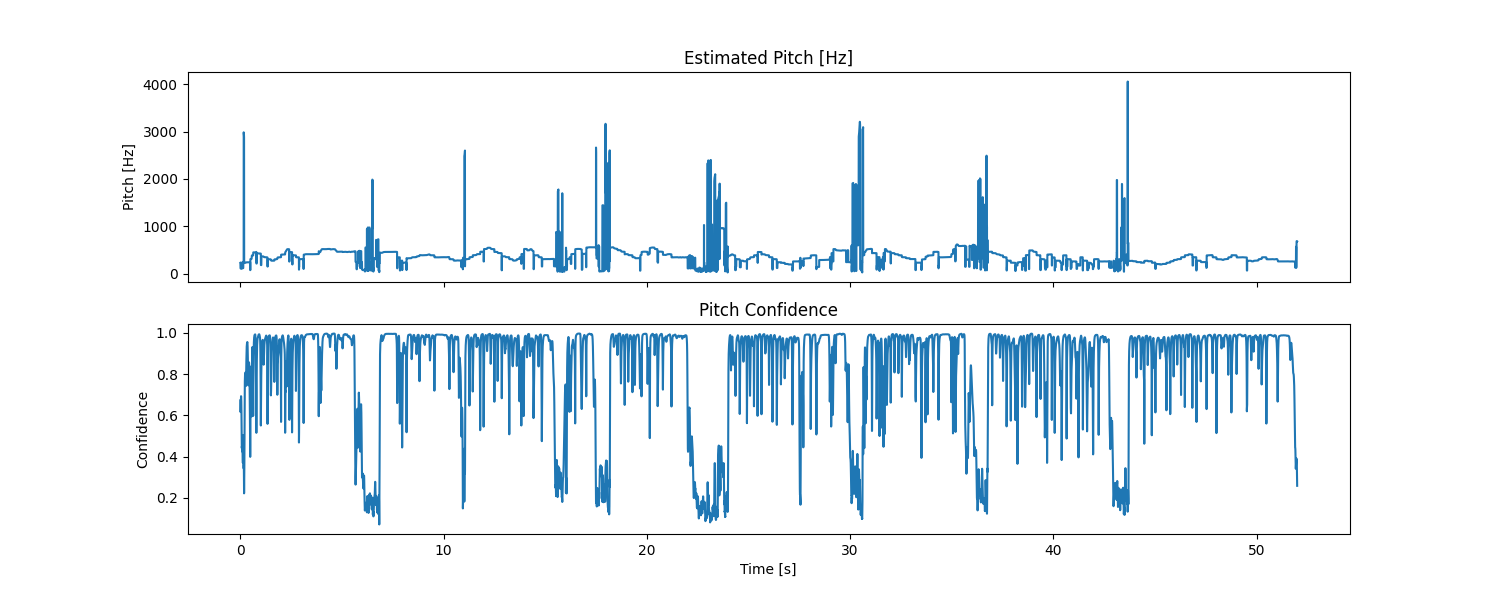 Estimated Pitch [Hz]
4000
3000
2000
1000
0
Pitch [Hz]
Pitch Confidence
1.0
0.8
0.6
0.4
0.2
Confidence
0 10 20 30 40 50
Time [s]